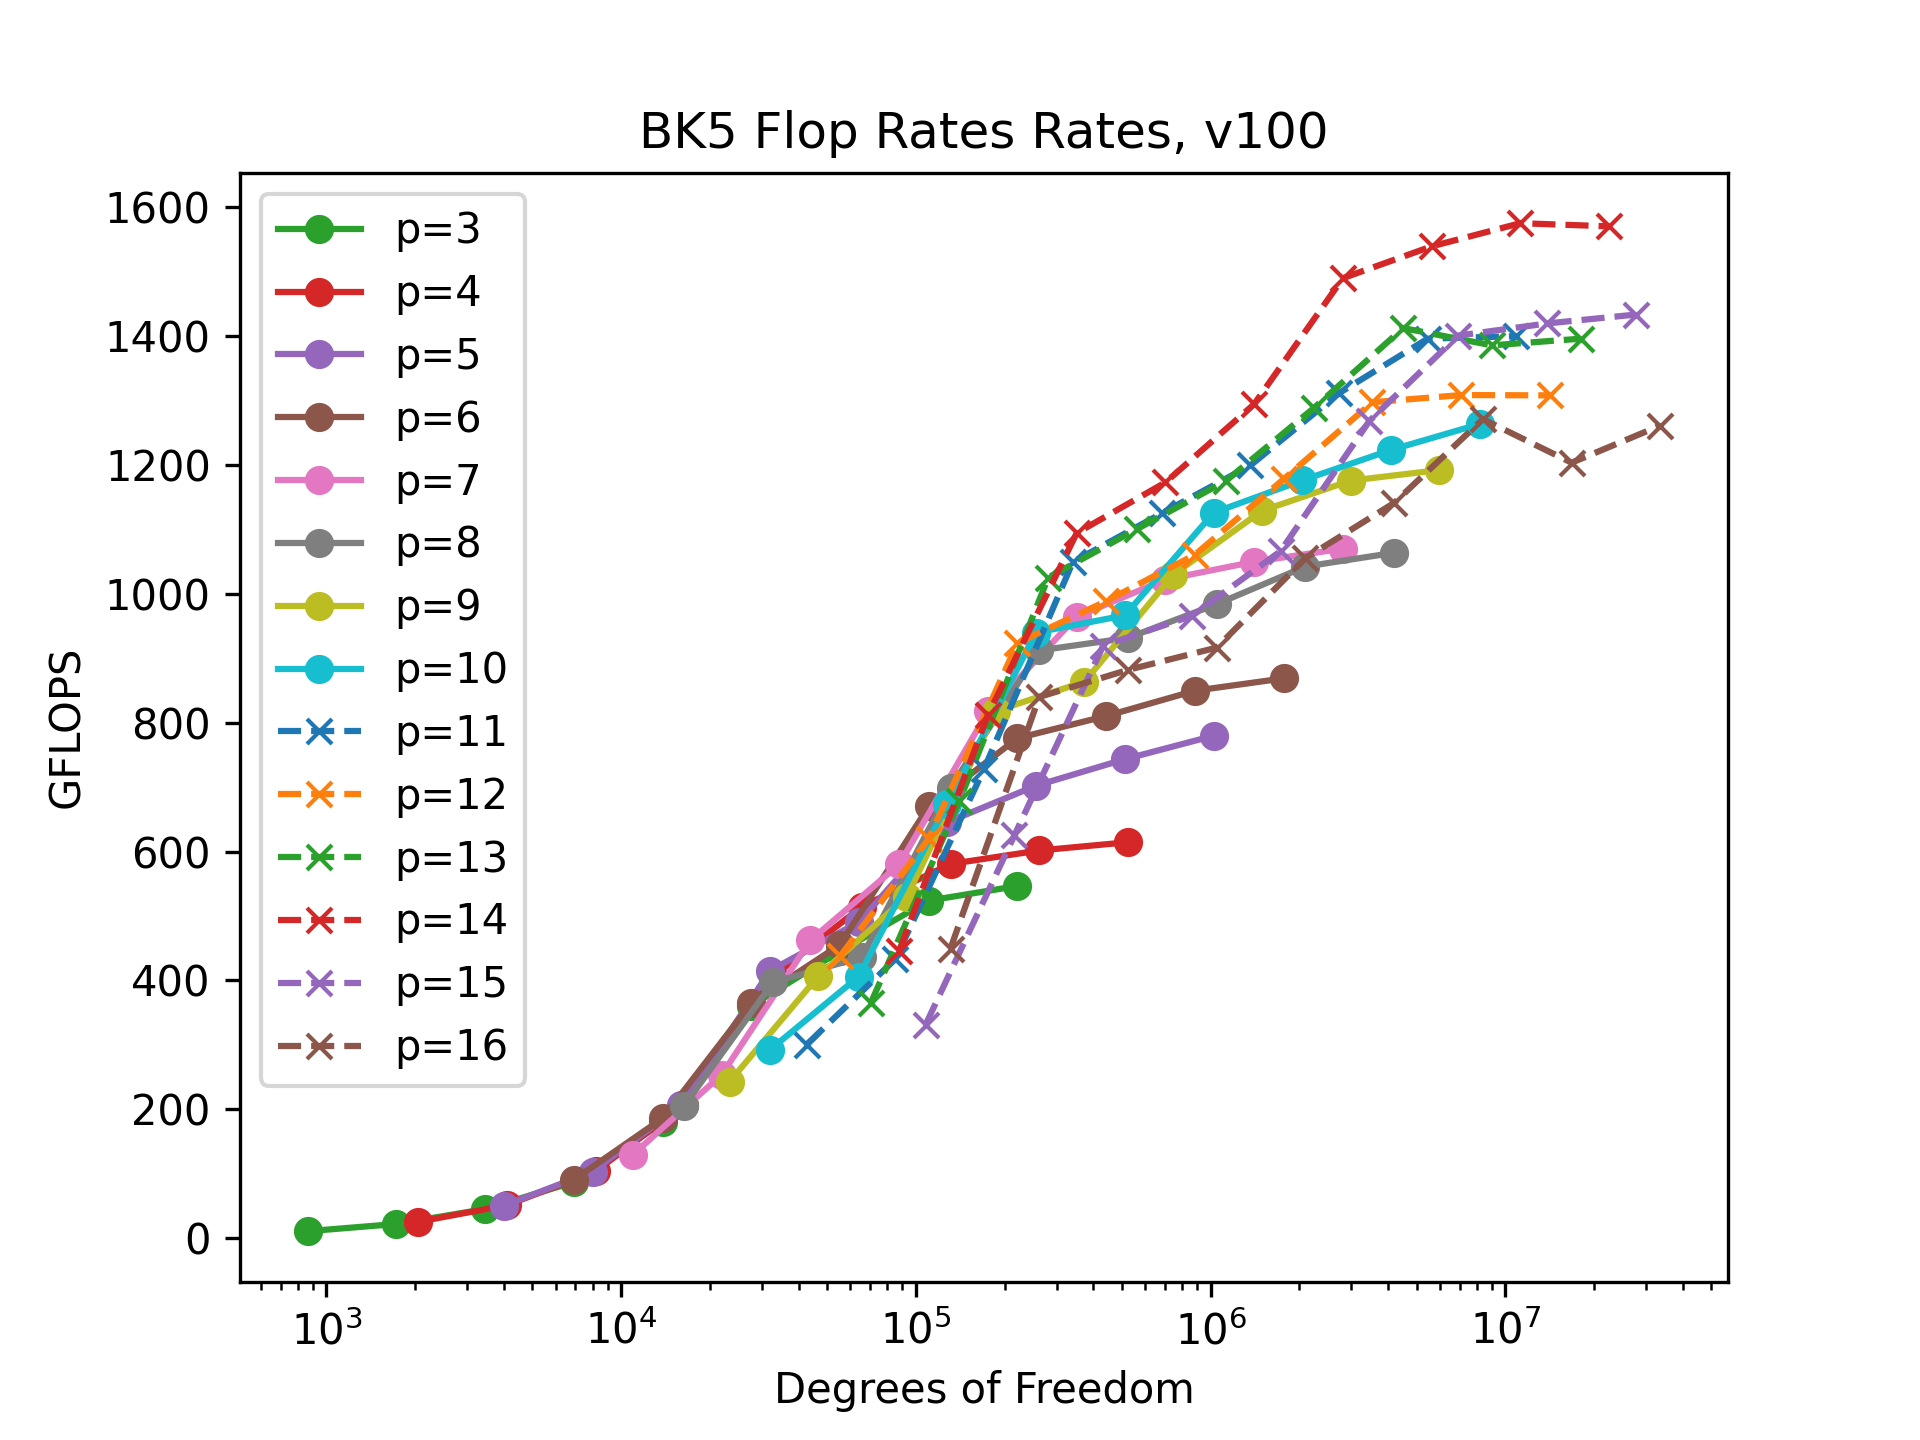 BK5 Flop Rates Rates, v100
1600
1400
1200
1000
800
600
400
200
0
GFLOPS
p=3
p=4
p=5
p=6
p=7
p=8
p=9
p=10
p=11
p=12
p=13
p=14
p=15
p=16
10³ 10⁴ 10⁵ 10⁶ 10⁷
Degrees of Freedom